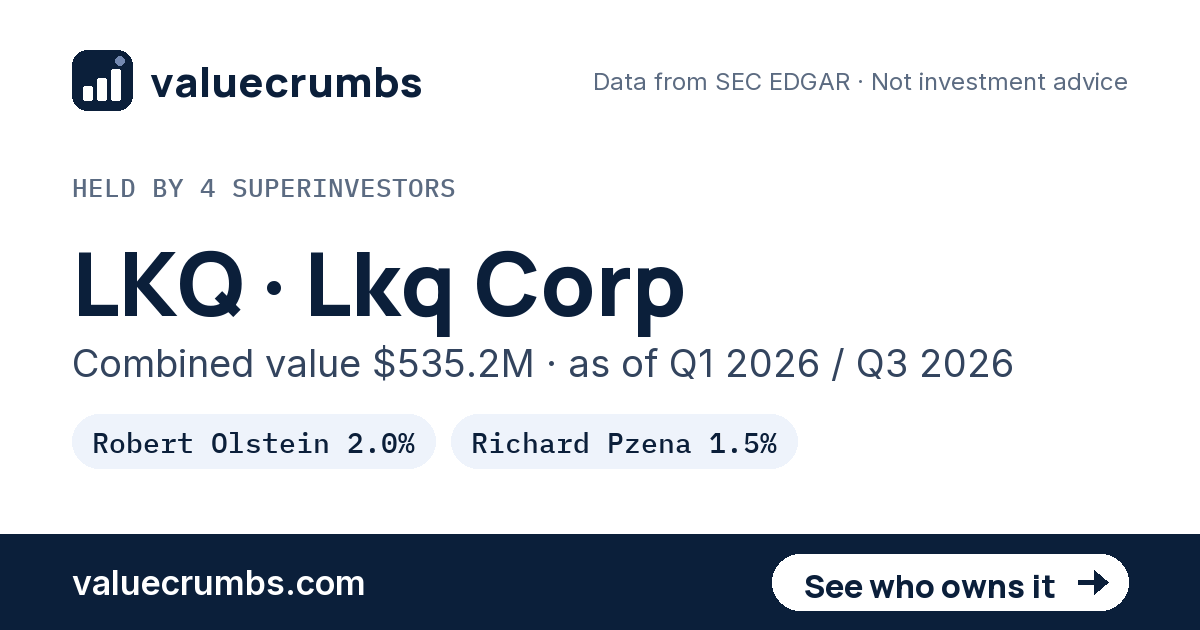 valuecrumbs
Data from SEC EDGAR · Not investment advice
HELD BY 4 SUPERINVESTORS
LKQ · Lkq Corp
Combined value $535.2M · as of Q1 2026 / Q3 2026
Robert Olstein 2.0%
Richard Pzena 1.5%
valuecrumbs.com
See who owns it →